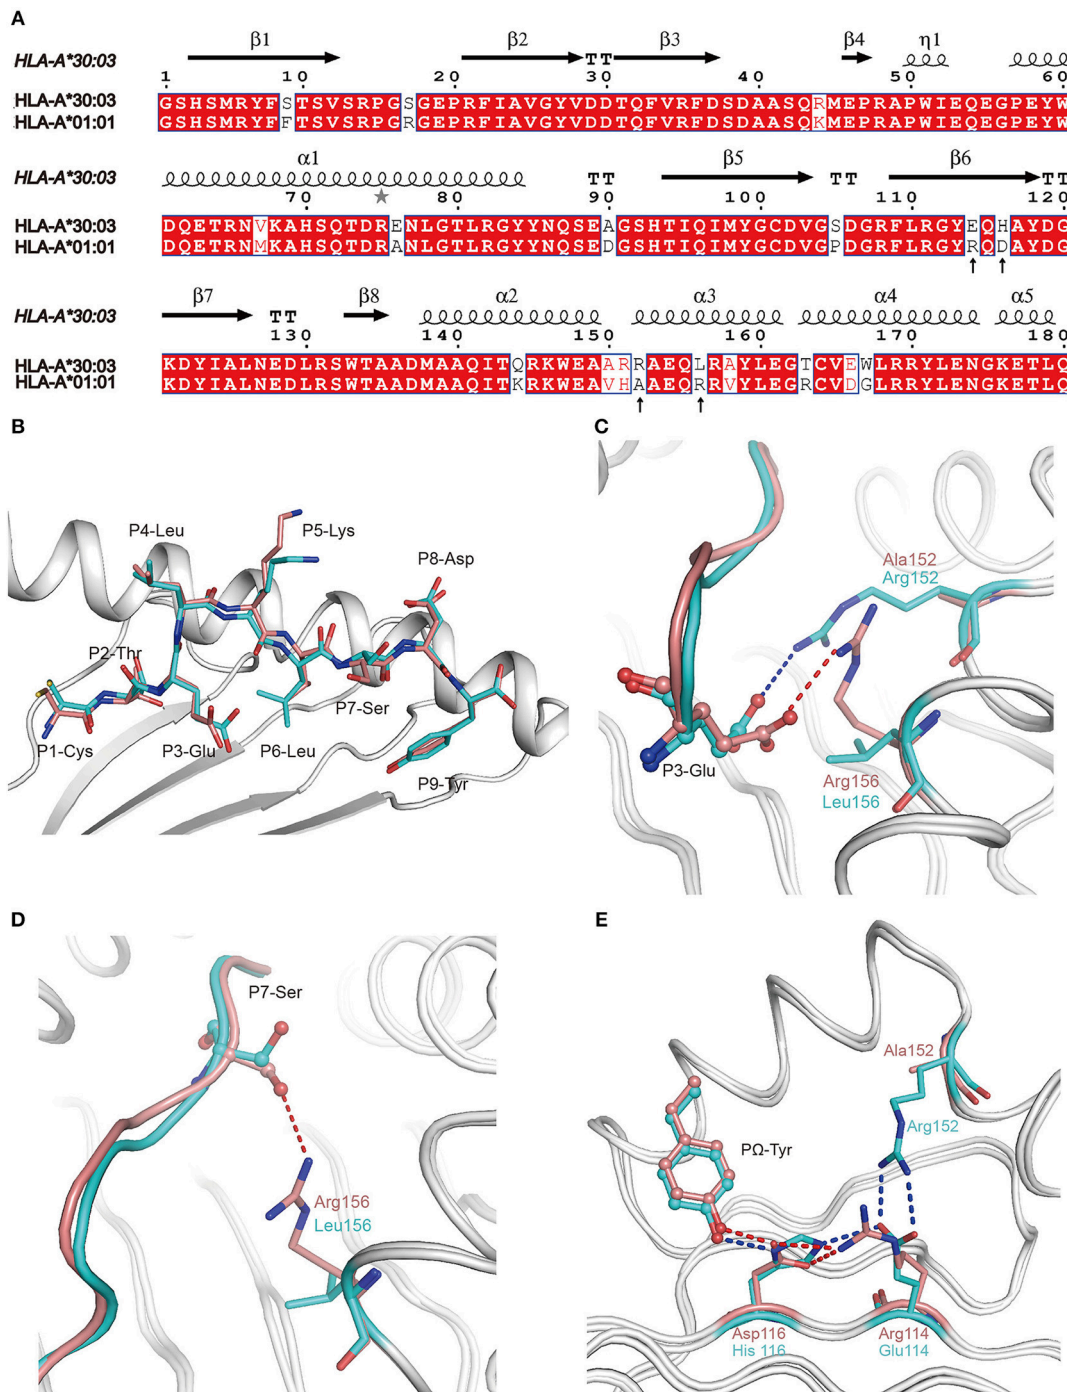 A
β1 β2 β3 β4 η1
HLA-A*30:03 TT
1 10 20 30 40 50 60
HLA-A*30:03 GSHSMRYFSTSVSRPGSGEPRFIAVGYVDDTQFVRFDSDAASQRMEPRAPWIEQEGPEYW
HLA-A*01:01 GSHSMRYFFTSVSRPGRGEPRFIAVGYVDDTQFVRFDSDAASQKMEPRAPWIEQEGPEYW
α1 β5 β6
HLA-A*30:03 TT TT TT
70 80 90 100 110 120
HLA-A*30:03 DQETRNVKAHSQTDRENLGTLRGYYNQSEAGSHTIQIMYGCDVGSDGRFLRGYEQHAYDG
HLA-A*01:01 DQETRNMKAHSQTDRANLGTLRGYYNQSEDGSHTIQIMYGCDVGPDGRFLRGYRQDAYDG
β7 β8 α2 α3 α4 α5
HLA-A*30:03 TT
130 140 150 160 170 180
HLA-A*30:03 KDYIALNEDLRSWTAADMAAQITQRKWEAARRAEQLRAYLEGTCVEWLRRYLENGKETLQ
HLA-A*01:01 KDYIALNEDLRSWTAADMAAQITKRKWEAVHAAEQRRVYLEGRCVDGLRRYLENGKETLQ
B
P4-Leu
P5-Lys
P8-Asp
P2-Thr
P7-Ser
P1-Cys
P3-Glu
P6-Leu
P9-Tyr
C
Ala152
Arg152
P3-Glu
Arg156
Leu156
D
P7-Ser
Arg156
Leu156
E
Ala152
Arg152
PΩ-Tyr
Asp116
His 116
Arg114
Glu114